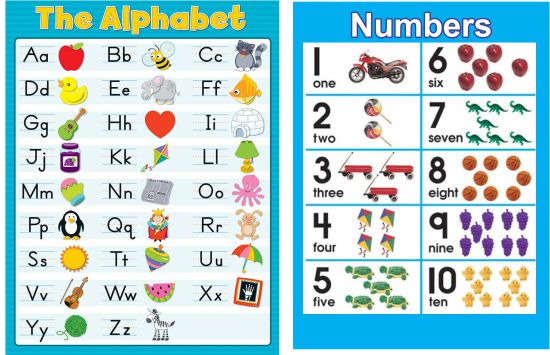 The Alphabet
Aa Bb Cc
Dd Ee Ff
Gg Hh Ii
Jj Kk Ll
Mm Nn Oo
Pp Qq Rr
Ss Tt Uu
Vv Ww Xx
Yy Zz
Numbers
1 one
2 two
3 three
4 four
5 five
6 six
7 seven
8 eight
9 nine
10 ten